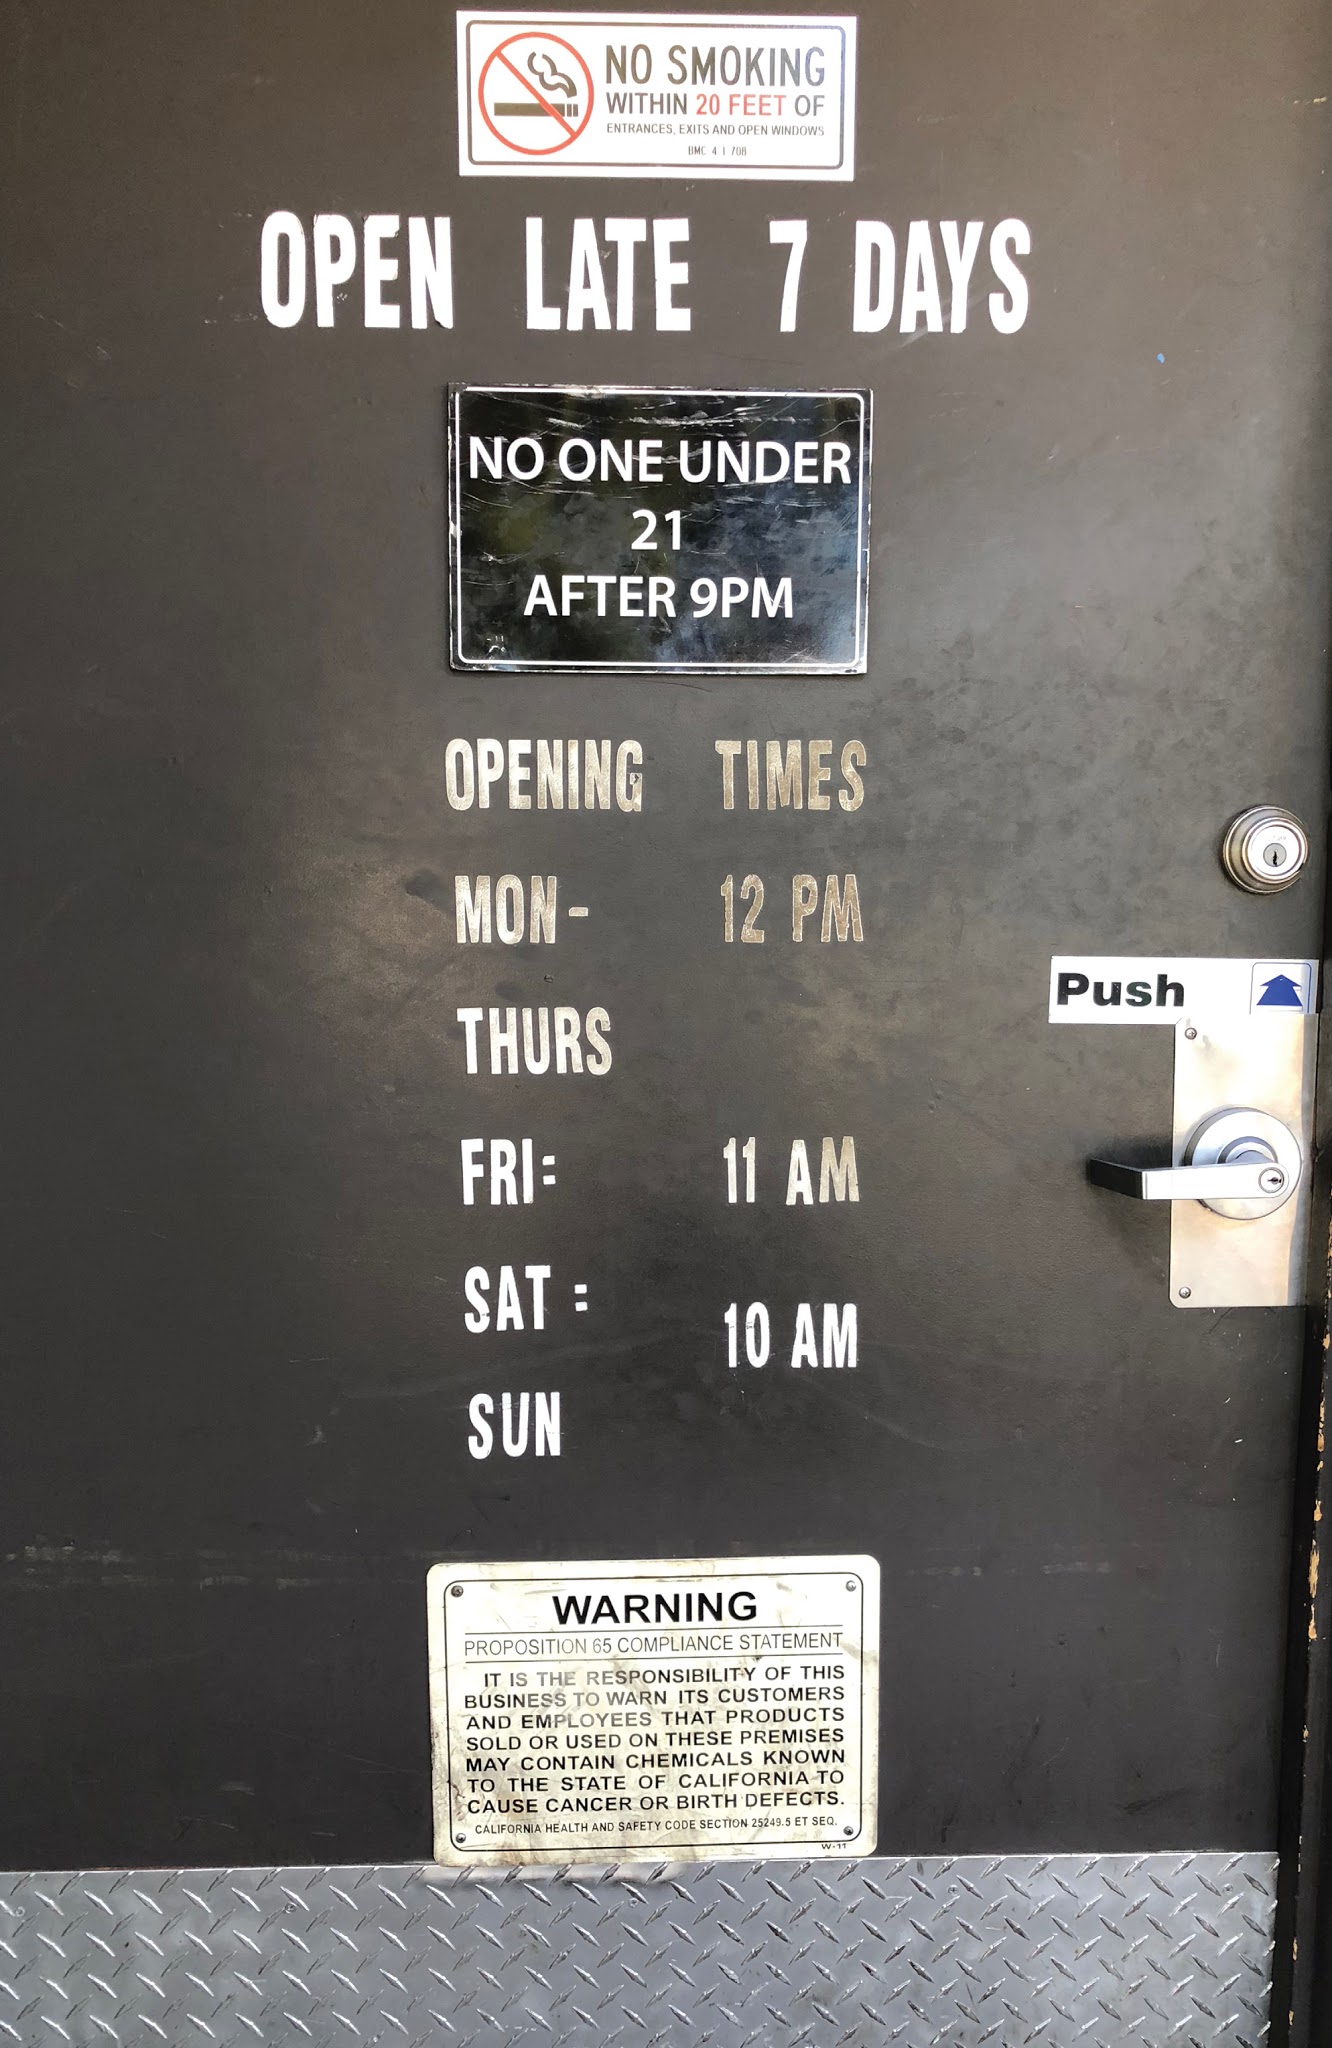 NO SMOKING
WITHIN 20 FEET OF
ENTRANCES, EXITS AND OPEN WINDOWS
BMC 4 1 708
OPEN LATE 7 DAYS
NO ONE UNDER
21
AFTER 9PM
OPENING TIMES
MON- 12 PM
THURS
Push
FRI: 11 AM
SAT :
10 AM
SUN
WARNING
PROPOSITION 65 COMPLIANCE STATEMENT
IT IS THE RESPONSIBILITY OF THIS
BUSINESS TO WARN ITS CUSTOMERS
AND EMPLOYEES THAT PRODUCTS
SOLD OR USED ON THESE PREMISES
MAY CONTAIN CHEMICALS KNOWN
TO THE STATE OF CALIFORNIA TO
CAUSE CANCER OR BIRTH DEFECTS.
CALIFORNIA HEALTH AND SAFETY CODE SECTION 25249.5 ET SEQ.
W-11